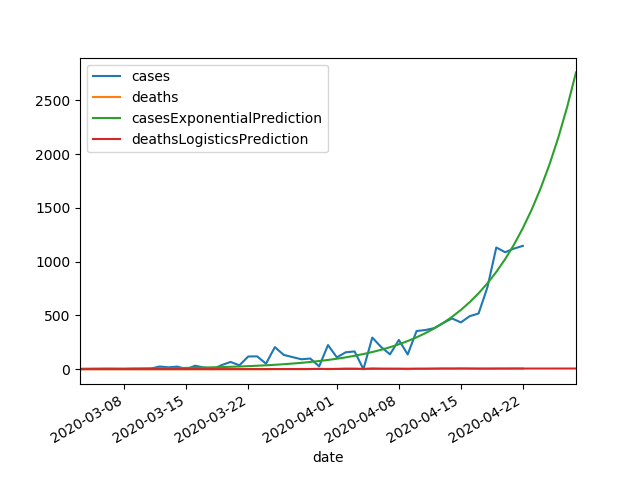 cases
deaths
casesExponentialPrediction
deathsLogisticsPrediction
2500
2000
1500
1000
500
0
2020-03-08
2020-03-15
2020-03-22
2020-04-01
2020-04-08
2020-04-15
2020-04-22
date